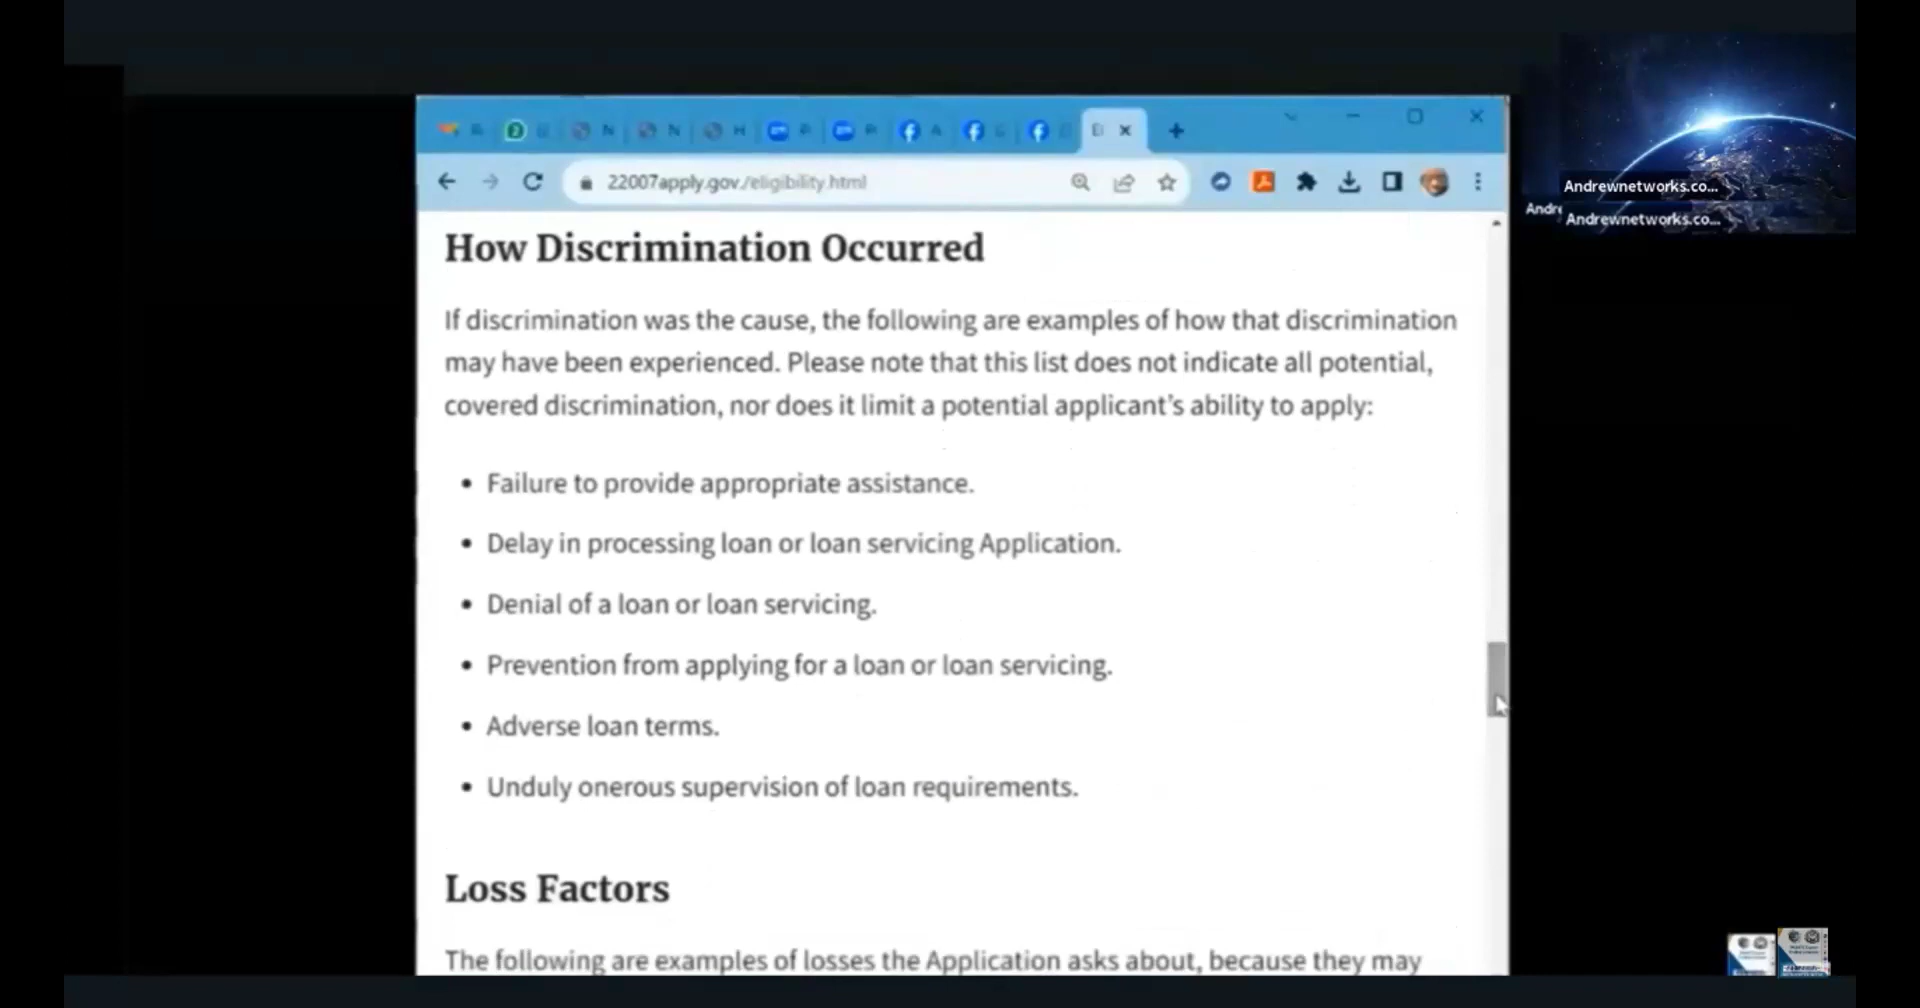 22007apply.gov./eligibility.html
Andrewnetworks.co...
Andre
Andrewnetworks.co...
How Discrimination Occurred
If discrimination was the cause, the following are examples of how that discrimination
may have been experienced. Please note that this list does not indicate all potential,
covered discrimination, nor does it limit a potential applicant's ability to apply:
• Failure to provide appropriate assistance.
• Delay in processing loan or loan servicing Application.
• Denial of a loan or loan servicing.
• Prevention from applying for a loan or loan servicing.
• Adverse loan terms.
• Unduly onerous supervision of loan requirements.
Loss Factors
The following are examples of losses the Application asks about, because they may